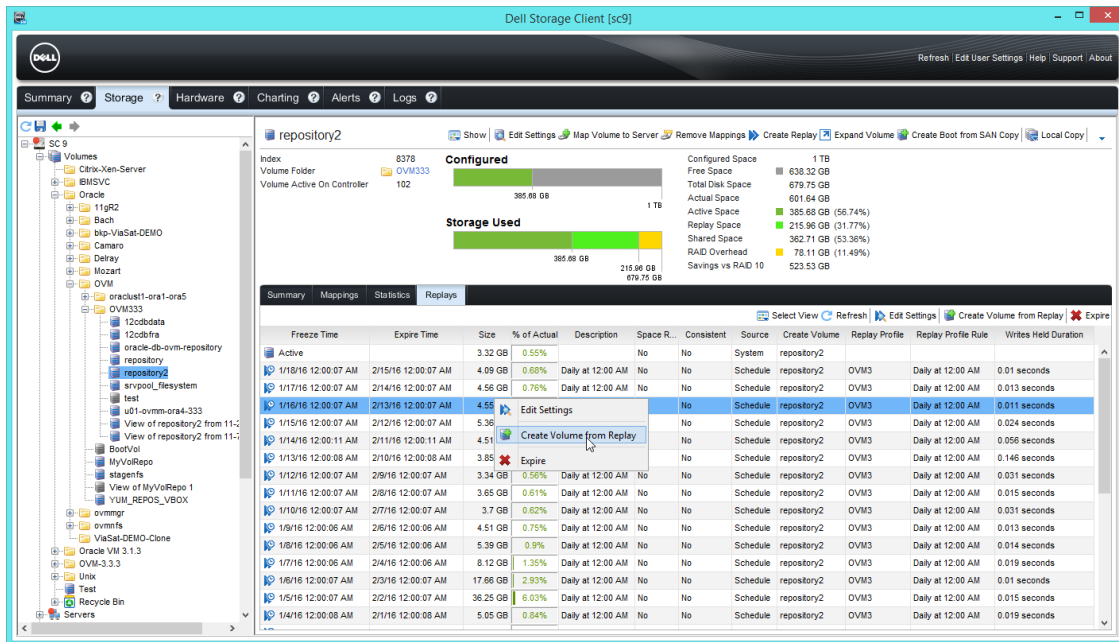 Dell Storage Client [sc9]
DELL
Refresh | Edit User Settings | Help | Support | About
Summary ? Storage ? Hardware ? Charting ? Alerts ? Logs ?
SC 9
Volumes
Citrix-Xen-Server
IBMSVC
Oracle
11gR2
Bach
bkp-ViaSat-DEMO
Camaro
Delray
Mozart
OVM
oraclust1-ora1-ora5
OVM333
12cdbdata
12cdbfra
oracle-db-ovm-repository
repository
repository2
srvpool_filesystem
test
u01-ovmm-ora4-333
View of repository2 from 11-2
View of repository2 from 11-7
BootVol
MyVolRepo
stagenfs
View of MyVolRepo 1
YUM_REPOS_VBOX
ovmmgr
ovmnfs
ViaSat-DEMO-Clone
Oracle VM 3.1.3
OVM-3.3.3
Unix
Test
Recycle Bin
Servers
repository2
Show | Edit Settings Map Volume to Server Remove Mappings Create Replay Expand Volume Create Boot from SAN Copy Local Copy
Index 8378
Volume Folder OVM333
Volume Active On Controller 102
Configured
385.68 GB
1 TB
Storage Used
385.68 GB
215.96 GB
679.75 GB
Configured Space 1 TB
Free Space 638.32 GB
Total Disk Space 679.75 GB
Actual Space 601.64 GB
Active Space 385.68 GB (56.74%)
Replay Space 215.96 GB (31.77%)
Shared Space 362.71 GB (53.36%)
RAID Overhead 78.11 GB (11.49%)
Savings vs RAID 10 523.53 GB
Summary Mappings Statistics Replays
Select View Refresh | Edit Settings | Create Volume from Replay Expire
Freeze Time Expire Time Size % of Actual Description Space R... Consistent Source Create Volume Replay Profile Replay Profile Rule Writes Held Duration
Active 3.32 GB 0.55% No No System repository2
1/18/16 12:00:07 AM 2/15/16 12:00:07 AM 4.09 GB 0.68% Daily at 12:00 AM No No Schedule repository2 OVM3 Daily at 12:00 AM 0.01 seconds
1/17/16 12:00:07 AM 2/14/16 12:00:07 AM 4.56 GB 0.76% Daily at 12:00 AM No No Schedule repository2 OVM3 Daily at 12:00 AM 0.013 seconds
1/16/16 12:00:07 AM 2/13/16 12:00:07 AM 4.55 No Schedule repository2 OVM3 Daily at 12:00 AM 0.011 seconds
1/15/16 12:00:07 AM 2/12/16 12:00:07 AM 5.36 No Schedule repository2 OVM3 Daily at 12:00 AM 0.024 seconds
1/14/16 12:00:11 AM 2/11/16 12:00:11 AM 4.51 No Schedule repository2 OVM3 Daily at 12:00 AM 0.056 seconds
1/13/16 12:00:08 AM 2/10/16 12:00:08 AM 3.85 No Schedule repository2 OVM3 Daily at 12:00 AM 0.146 seconds
1/12/16 12:00:07 AM 2/9/16 12:00:07 AM 3.34 GB 0.56% Daily at 12:00 AM No No Schedule repository2 OVM3 Daily at 12:00 AM 0.031 seconds
1/11/16 12:00:07 AM 2/8/16 12:00:07 AM 3.65 GB 0.61% Daily at 12:00 AM No No Schedule repository2 OVM3 Daily at 12:00 AM 0.015 seconds
1/10/16 12:00:07 AM 2/7/16 12:00:07 AM 3.7 GB 0.62% Daily at 12:00 AM No No Schedule repository2 OVM3 Daily at 12:00 AM 0.031 seconds
1/9/16 12:00:06 AM 2/6/16 12:00:06 AM 4.51 GB 0.75% Daily at 12:00 AM No No Schedule repository2 OVM3 Daily at 12:00 AM 0.013 seconds
1/8/16 12:00:06 AM 2/5/16 12:00:06 AM 5.39 GB 0.9% Daily at 12:00 AM No No Schedule repository2 OVM3 Daily at 12:00 AM 0.014 seconds
1/7/16 12:00:06 AM 2/4/16 12:00:06 AM 8.12 GB 1.35% Daily at 12:00 AM No No Schedule repository2 OVM3 Daily at 12:00 AM 0.019 seconds
1/6/16 12:00:07 AM 2/3/16 12:00:07 AM 17.66 GB 2.93% Daily at 12:00 AM No No Schedule repository2 OVM3 Daily at 12:00 AM 0.01 seconds
1/5/16 12:00:07 AM 2/2/16 12:00:07 AM 36.25 GB 6.03% Daily at 12:00 AM No No Schedule repository2 OVM3 Daily at 12:00 AM 0.015 seconds
1/4/16 12:00:08 AM 2/1/16 12:00:08 AM 5.05 GB 0.84% Daily at 12:00 AM No No Schedule repository2 OVM3 Daily at 12:00 AM 0.019 seconds
Edit Settings
Create Volume from Replay
Expire